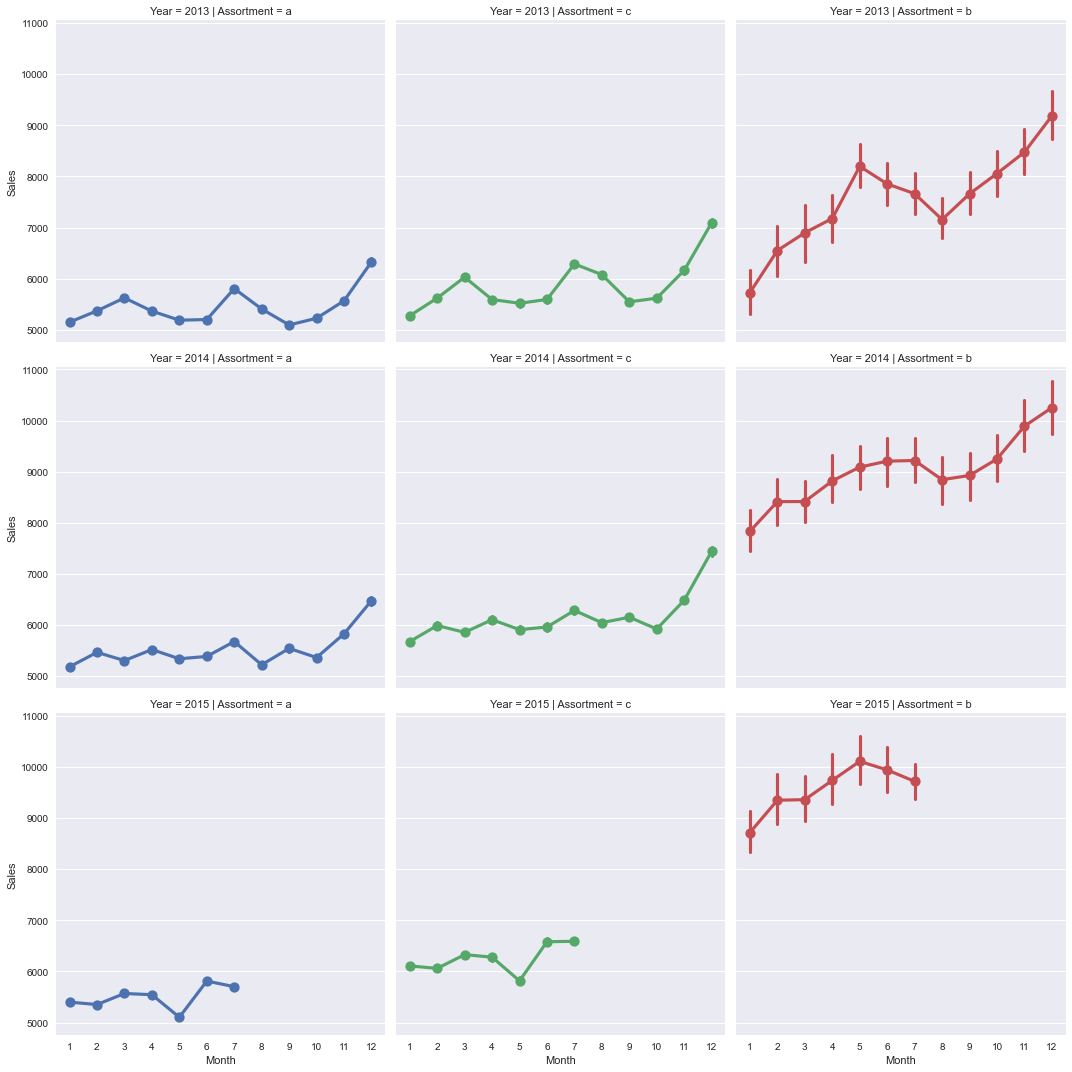 Year = 2013 | Assortment = a
Year = 2013 | Assortment = c
Year = 2013 | Assortment = b
11000
10000
9000
8000
7000
6000
5000
Sales
Year = 2014 | Assortment = a
Year = 2014 | Assortment = c
Year = 2014 | Assortment = b
11000
10000
9000
8000
7000
6000
5000
Sales
Year = 2015 | Assortment = a
Year = 2015 | Assortment = c
Year = 2015 | Assortment = b
11000
10000
9000
8000
7000
6000
5000
Sales
1 2 3 4 5 6 7 8 9 10 11 12
Month
1 2 3 4 5 6 7 8 9 10 11 12
Month
1 2 3 4 5 6 7 8 9 10 11 12
Month